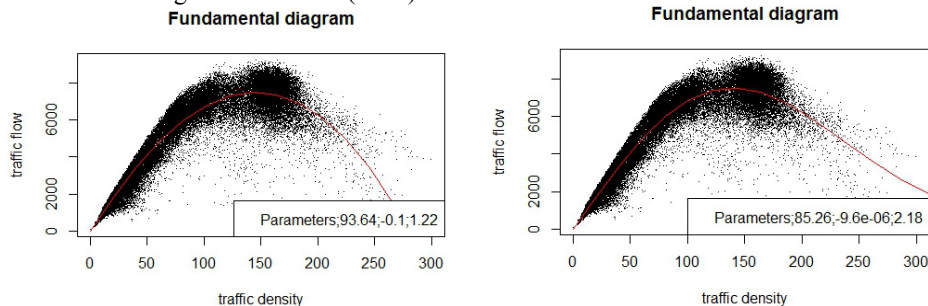 Fundamental diagram
traffic flow
6000
2000
0
Parameters;93.64;-0.1;1.22
0 50 100 150 200 250 300
traffic density
Fundamental diagram
traffic flow
6000
2000
0
Parameters;85.26;-9.6e-06;2.18
0 50 100 150 200 250 300
traffic density